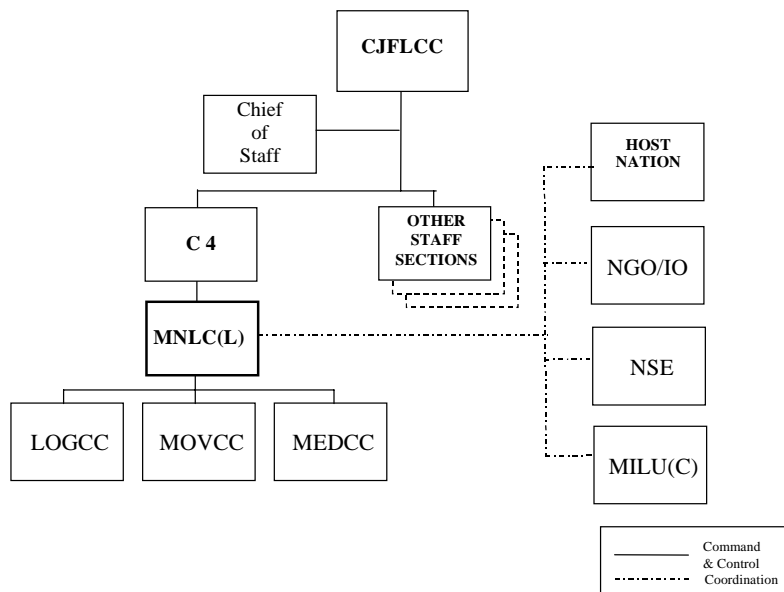 CJFLCC
Chief
of
Staff
HOST
NATION
C 4
OTHER
STAFF
SECTIONS
NGO/IO
MNLC(L)
NSE
LOGCC
MOVCC
MEDCC
MILU(C)
Command
& Control
Coordination